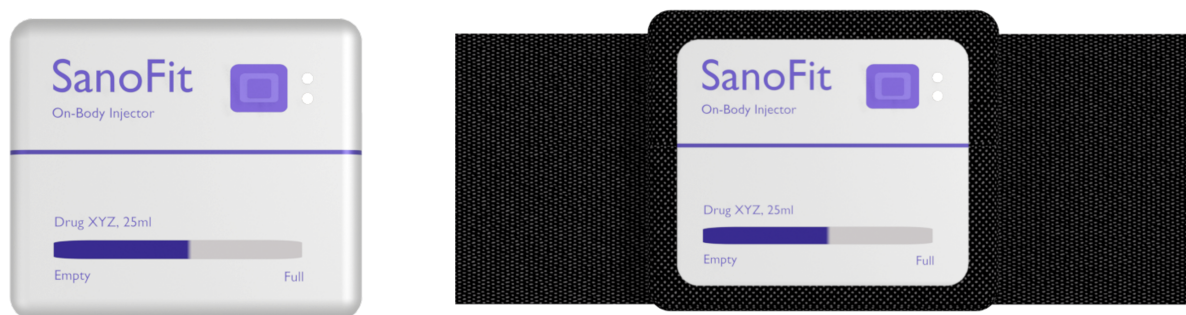 SanoFit
On-Body Injector
Drug XYZ, 25ml
Empty Full
SanoFit
On-Body Injector
Drug XYZ, 25ml
Empty Full